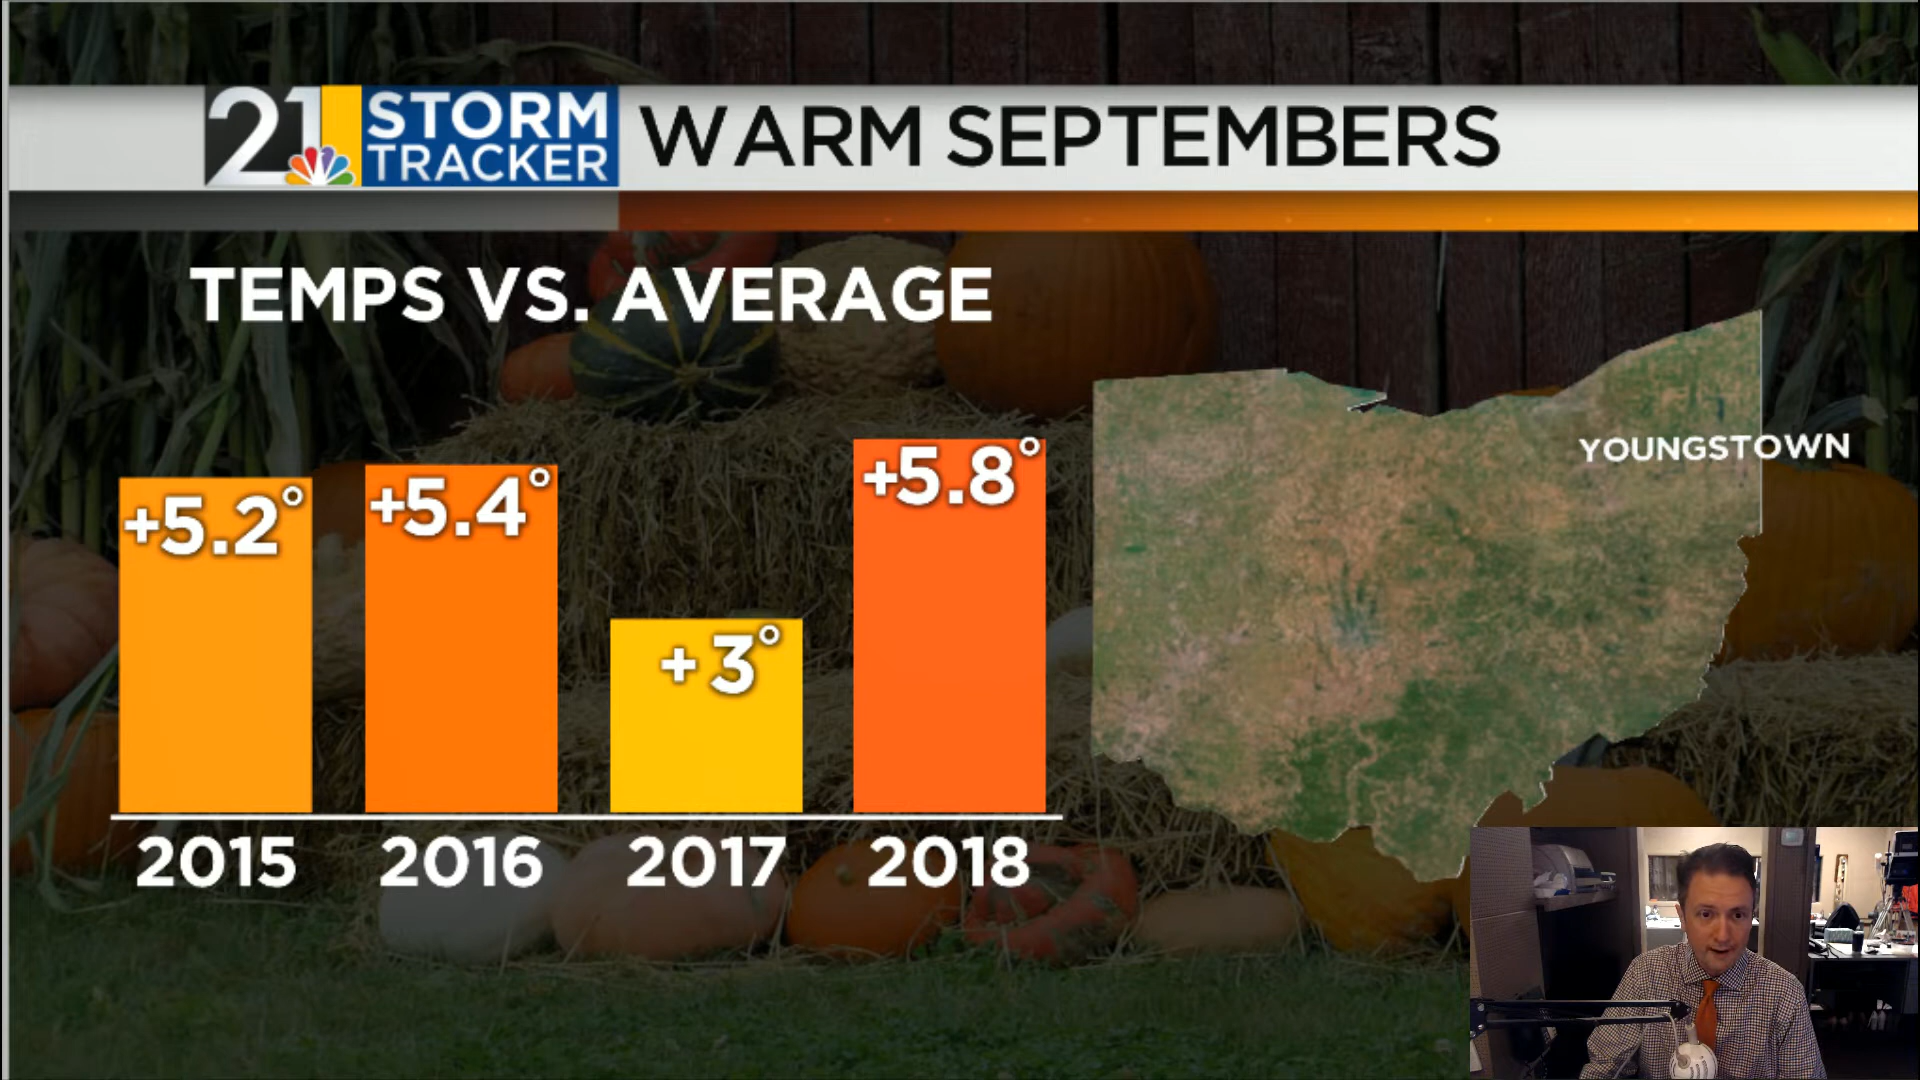 21 STORM TRACKER WARM SEPTEMBERS
TEMPS VS. AVERAGE
YOUNGSTOWN
+5.2° +5.4° +3° +5.8°
2015 2016 2017 2018